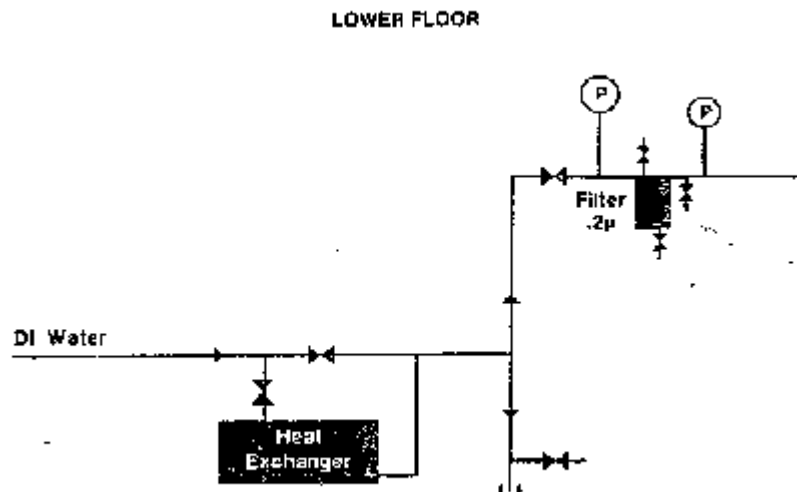 LOWER FLOOR
P
P
Filter
.2µ
DI Water
Heat
Exchanger